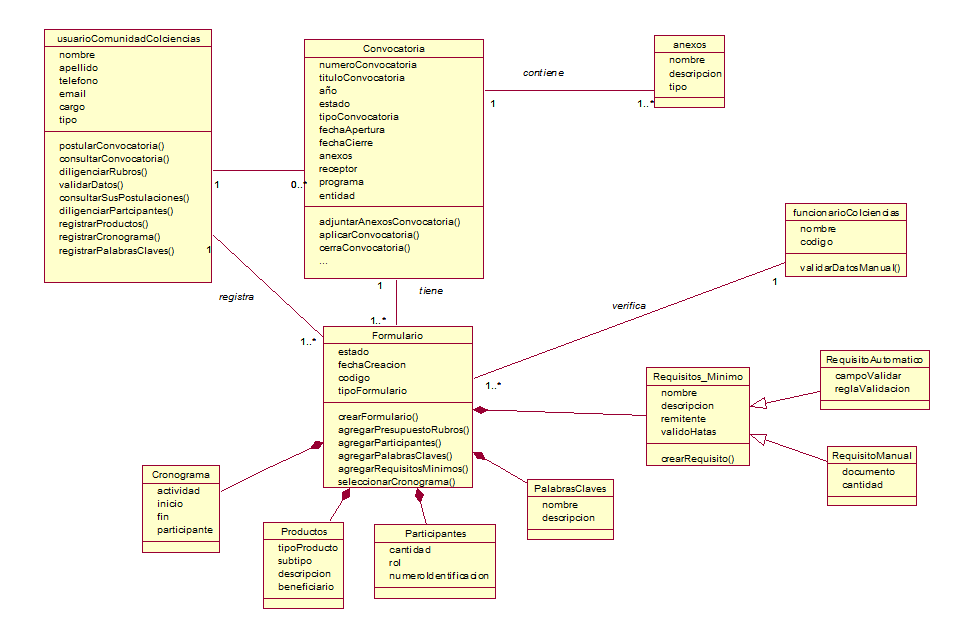 usuarioComunidadColciencias
nombre
apellido
telefono
email
cargo
tipo
postularConvocatoria()
consultarConvocatoria()
diligenciarRubros()
validarDatos()
consultarSusPostulaciones()
diligenciarPartcipantes()
registrarProductos()
registrarCronograma()
registrarPalabrasClaves()
1
0..*
1
registra
1..*
Convocatoria
numeroConvocatoria
tituloConvocatoria
año
estado
tipoConvocatoria
fechaApertura
fechaCierre
anexos
receptor
programa
entidad
adjuntarAnexosConvocatoria()
aplicarConvocatoria()
cerraConvocatoria()
...
contiene
1
1..*
anexos
nombre
descripcion
tipo
1
tiene
1..*
funcionarioColciencias
nombre
codigo
validarDatosManual()
1
verifica
1..*
Formulario
estado
fechaCreacion
codigo
tipoFormulario
crearFormulario()
agregarPresupuestoRubros()
agregarParticipantes()
agregarPalabrasClaves()
agregarRequisitosMinimos()
seleccionarCronograma()
Requisitos_Minimo
nombre
descripcion
remitente
validoHatas
crearRequisito()
RequisitoAutomatico
campoValidar
reglaValidacion
RequisitoManual
documento
cantidad
Cronograma
actividad
inicio
fin
participante
Productos
tipoProducto
subtipo
descripcion
beneficiario
Participantes
cantidad
rol
numeroIdentificacion
PalabrasClaves
nombre
descripcion